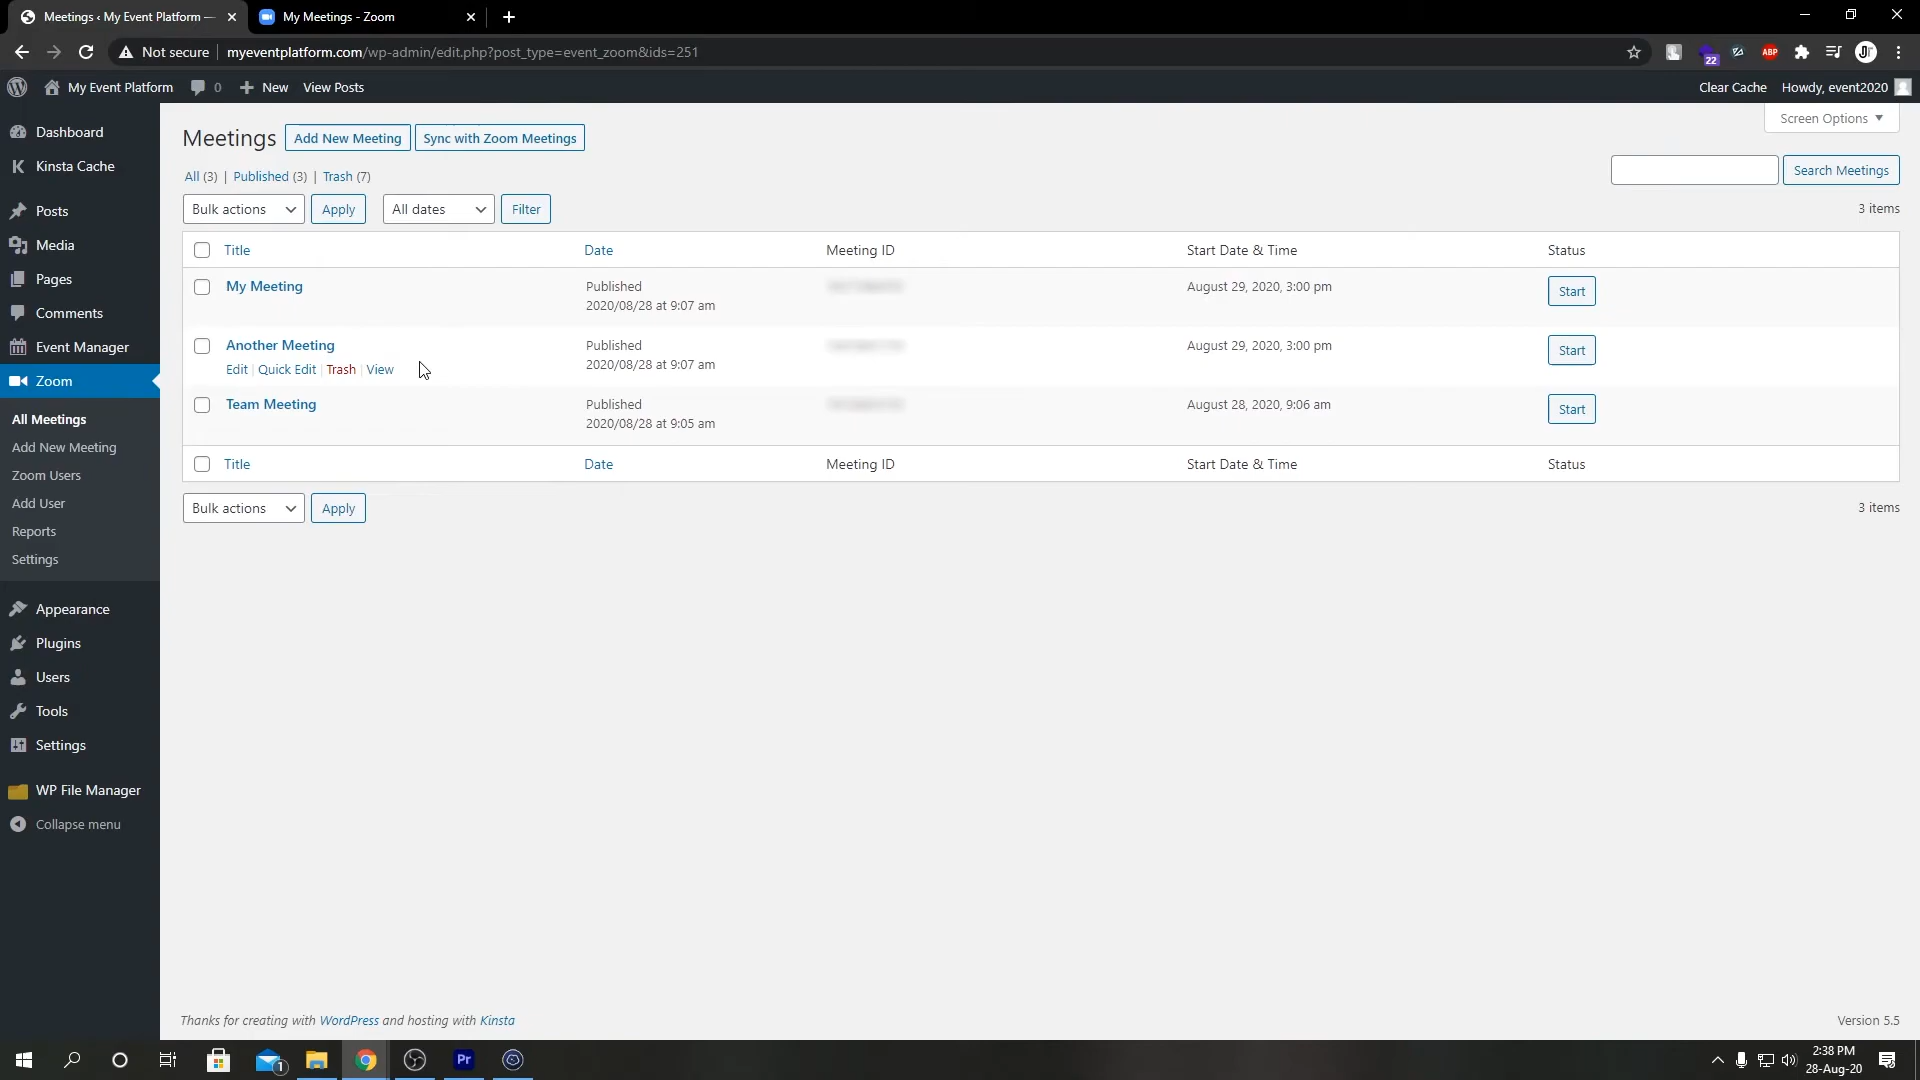 Meetings ‹ My Event Platform —
My Meetings - Zoom
Not secure
myeventplatform.com/wp-admin/edit.php?post_type=event_zoom&ids=251
22
ABP
My Event Platform
0
New
View Posts
Clear Cache
Howdy, event2020
Dashboard
Kinsta Cache
Posts
Media
Pages
Comments
Event Manager
Zoom
All Meetings
Add New Meeting
Zoom Users
Add User
Reports
Settings
Appearance
Plugins
Users
Tools
Settings
WP File Manager
Collapse menu
Screen Options
Meetings
Add New Meeting
Sync with Zoom Meetings
All (3) | Published (3) | Trash (7)
Search Meetings
Bulk actions
Apply
All dates
Filter
3 items
Title Date Meeting ID Start Date & Time Status
My Meeting
Published
2020/08/28 at 9:07 am
August 29, 2020, 3:00 pm
Start
Another Meeting
Edit | Quick Edit | Trash | View
Published
2020/08/28 at 9:07 am
August 29, 2020, 3:00 pm
Start
Team Meeting
Published
2020/08/28 at 9:05 am
August 28, 2020, 9:06 am
Start
Title Date Meeting ID Start Date & Time Status
Bulk actions
Apply
3 items
Thanks for creating with WordPress and hosting with Kinsta
Version 5.5
1
Pr
2:38 PM
28-Aug-20